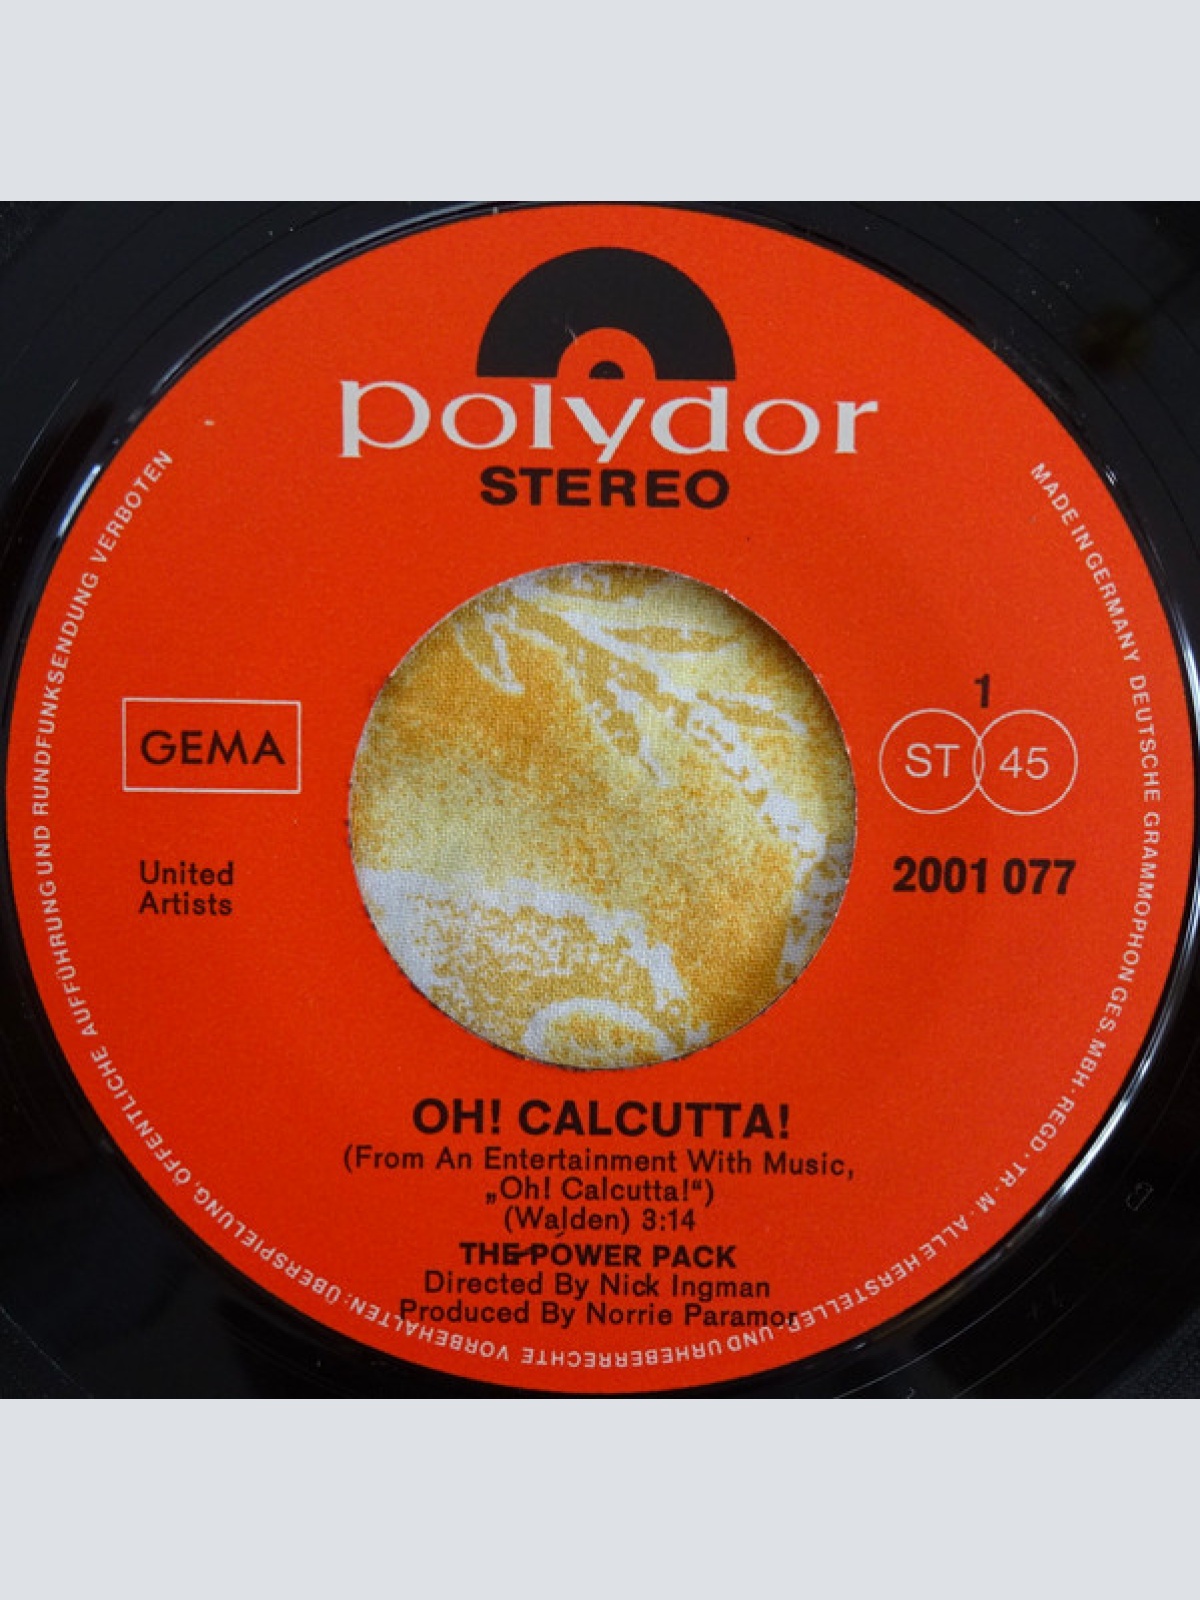 polydor
STEREO
GEMA
United
Artists
1
ST 45
2001 077
OH! CALCUTTA!
(From An Entertainment With Music,
„Oh! Calcutta!“)
(Walden) 3:14
THE POWER PACK
Directed By Nick Ingman
Produced By Norrie Paramor
MADE IN GERMANY DEUTSCHE GRAMMOPHON GES. MBH · REGD · TR · M · ALLE HERSTELLER- UND URHEBERRECHTE VORBEHALTEN: ÜBERSPIELUNG, ÖFFENTLICHE AUFFÜHRUNG UND RUNDFUNKSENDUNG VERBOTEN